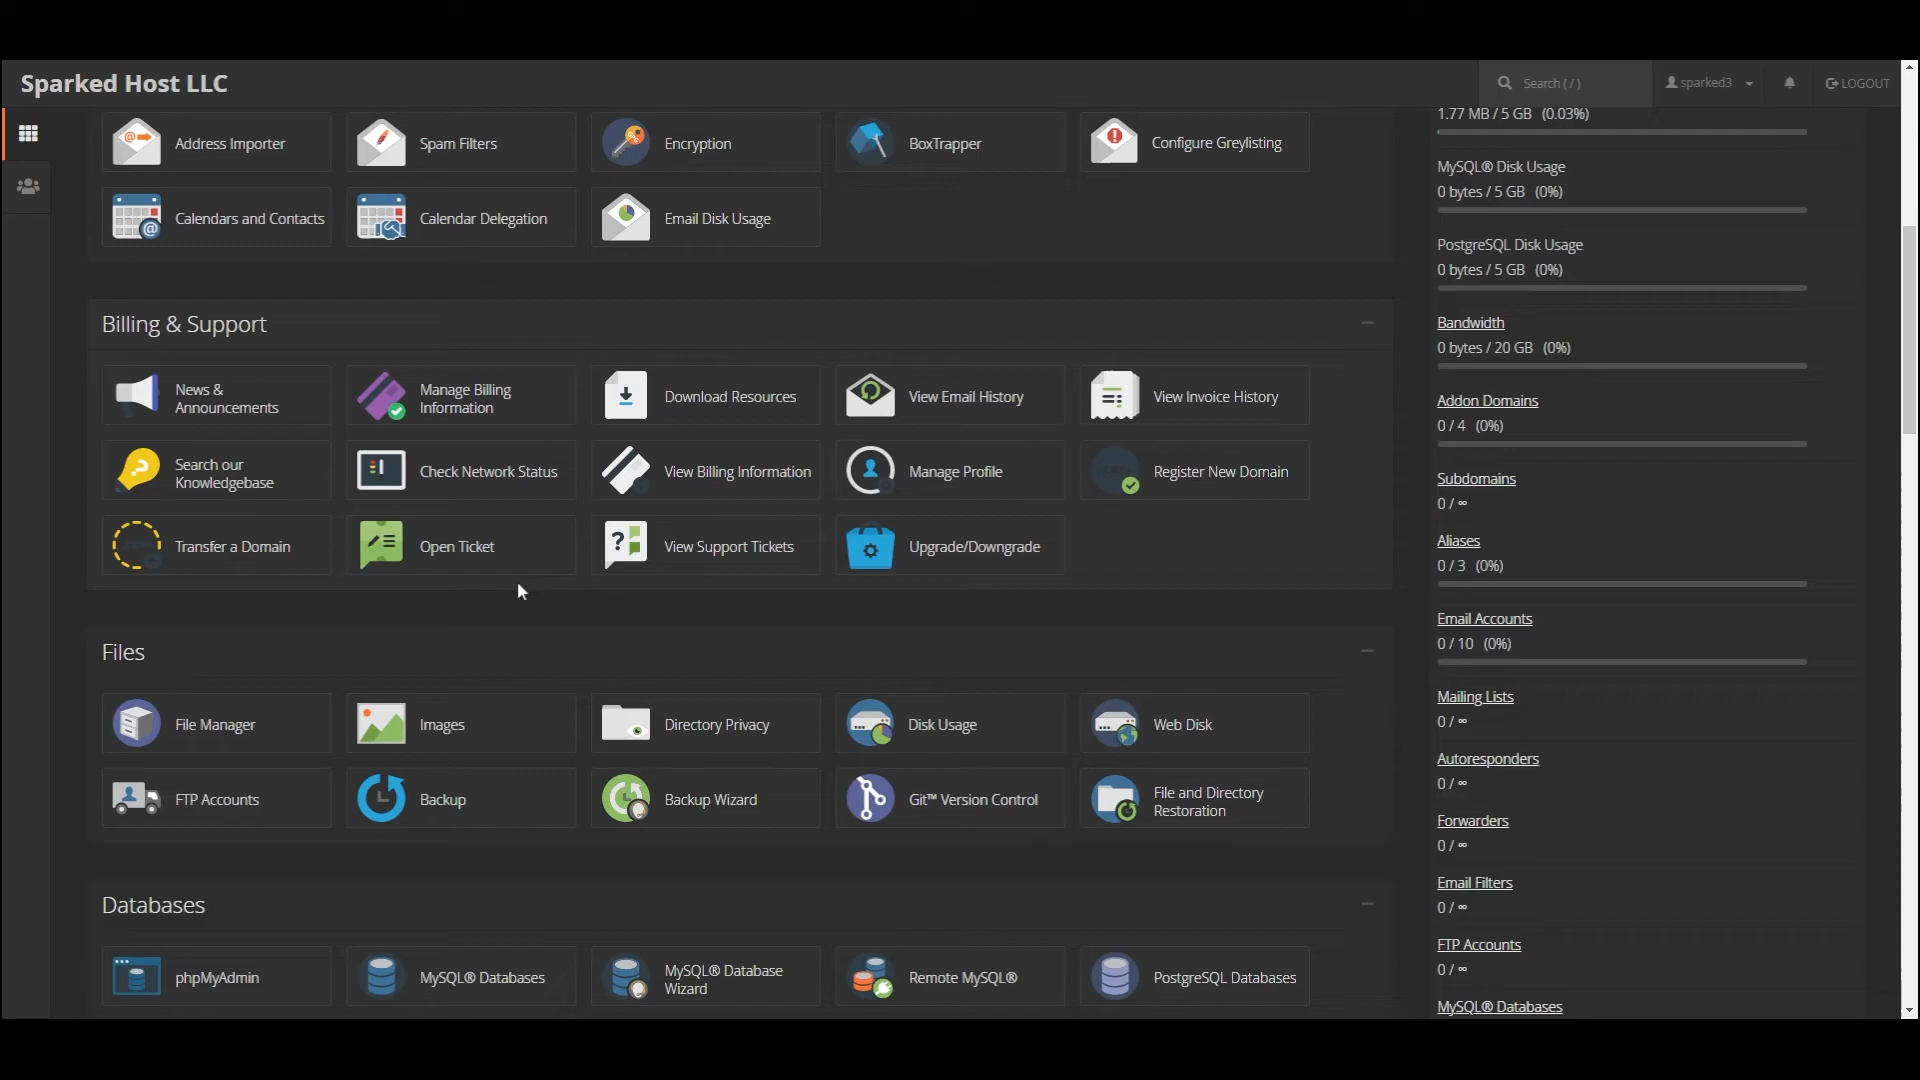 Sparked Host LLC
Search ( / )
sparked3
LOGOUT
Address Importer
Spam Filters
Encryption
BoxTrapper
Configure Greylisting
Calendars and Contacts
Calendar Delegation
Email Disk Usage
Billing & Support
News &
Announcements
Manage Billing
Information
Download Resources
View Email History
View Invoice History
Search our
Knowledgebase
Check Network Status
View Billing Information
Manage Profile
Register New Domain
Transfer a Domain
Open Ticket
View Support Tickets
Upgrade/Downgrade
Files
File Manager
Images
Directory Privacy
Disk Usage
Web Disk
FTP Accounts
Backup
Backup Wizard
Git™ Version Control
File and Directory
Restoration
Databases
phpMyAdmin
MySQL® Databases
MySQL® Database
Wizard
Remote MySQL®
PostgreSQL Databases
1.77 MB / 5 GB (0.03%)
MySQL® Disk Usage
0 bytes / 5 GB (0%)
PostgreSQL Disk Usage
0 bytes / 5 GB (0%)
Bandwidth
0 bytes / 20 GB (0%)
Addon Domains
0 / 4 (0%)
Subdomains
0 / ∞
Aliases
0 / 3 (0%)
Email Accounts
0 / 10 (0%)
Mailing Lists
0 / ∞
Autoresponders
0 / ∞
Forwarders
0 / ∞
Email Filters
0 / ∞
FTP Accounts
0 / ∞
MySQL® Databases